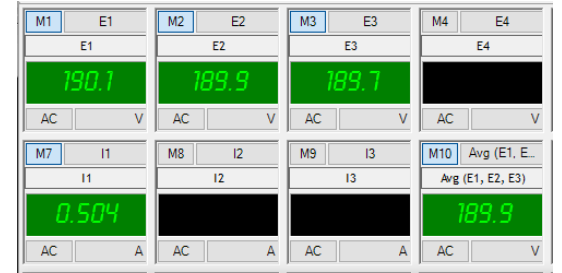 M1 E1 M2 E2 M3 E3 M4 E4
E1 E2 E3 E4
190.1 189.9 189.7
AC V AC V AC V AC V
M7 I1 M8 I2 M9 I3 M10 Avg (E1, E...
I1 I2 I3 Avg (E1, E2, E3)
0.504 189.9
AC A AC A AC A AC V